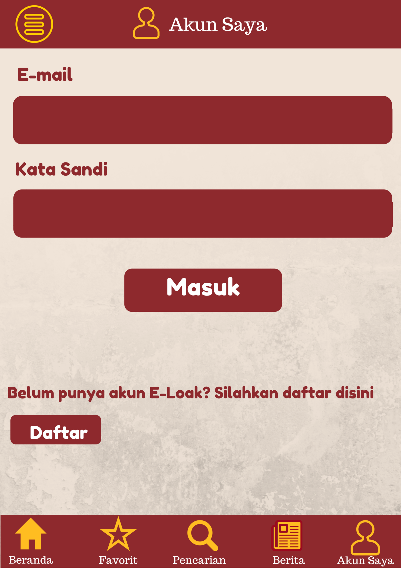 Akun Saya
E-mail
Kata Sandi
Masuk
Belum punya akun E-Loak? Silahkan daftar disini
Daftar
Beranda
Favorit
Pencarian
Berita
Akun Saya